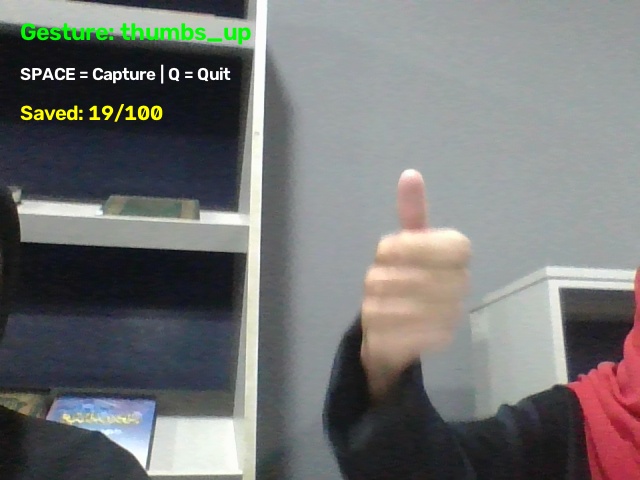 Gesture: thumbs_up
SPACE = Capture | Q = Quit
Saved: 19/100